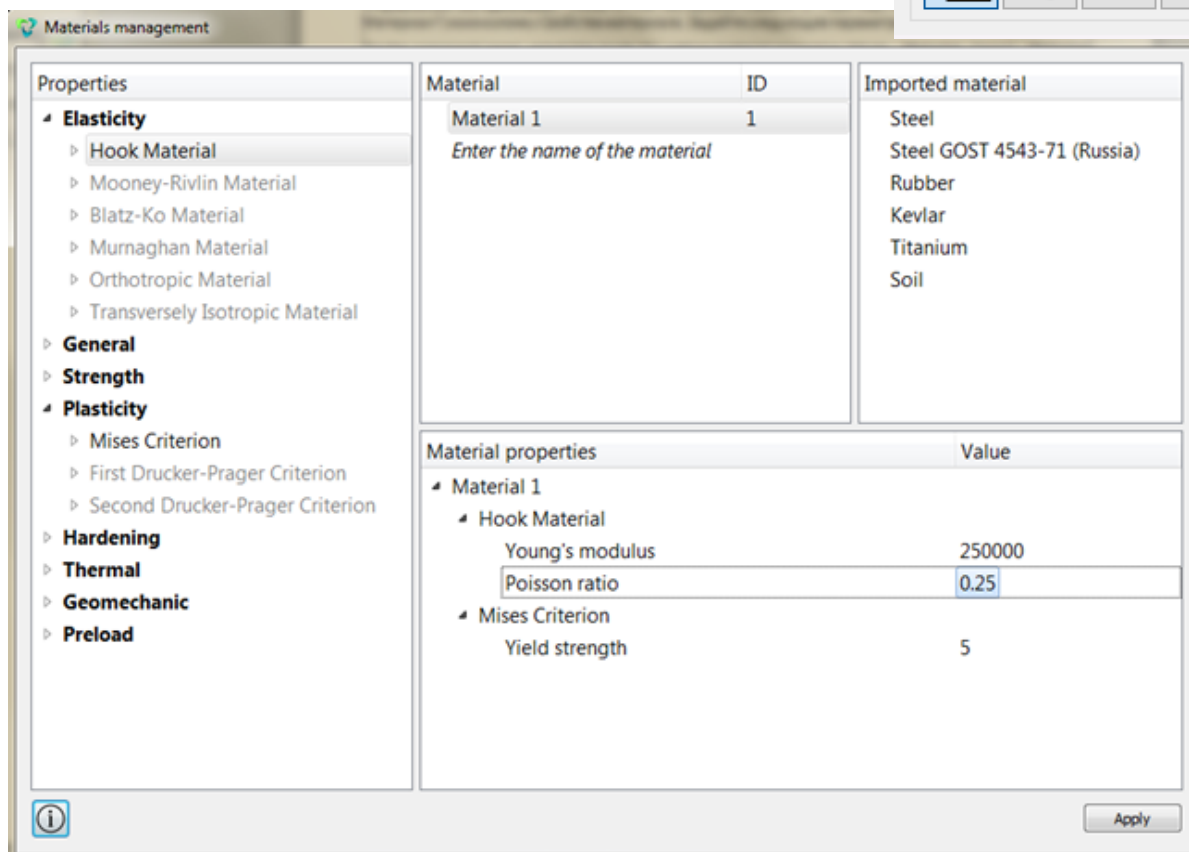 Materials management
Properties
Elasticity
Hook Material
Mooney-Rivlin Material
Blatz-Ko Material
Murnaghan Material
Orthotropic Material
Transversely Isotropic Material
General
Strength
Plasticity
Mises Criterion
First Drucker-Prager Criterion
Second Drucker-Prager Criterion
Hardening
Thermal
Geomechanic
Preload
Material ID
Material 1 1
Enter the name of the material
Imported material
Steel
Steel GOST 4543-71 (Russia)
Rubber
Kevlar
Titanium
Soil
Material properties Value
Material 1
Hook Material
Young's modulus 250000
Poisson ratio 0.25
Mises Criterion
Yield strength 5
Apply